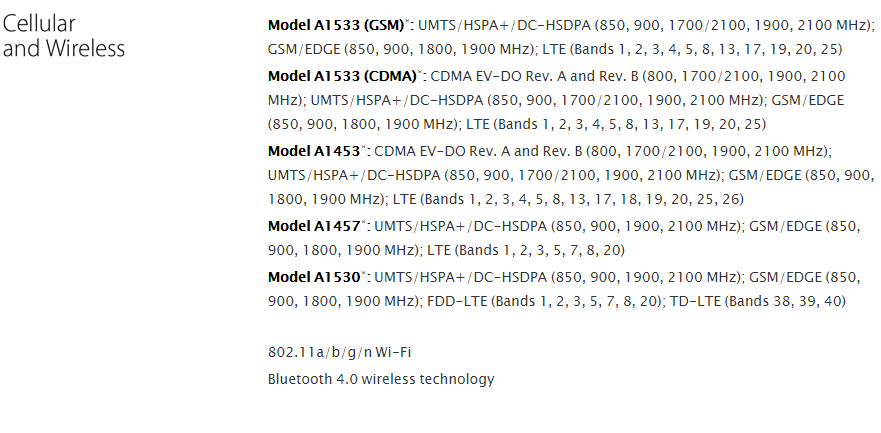 Cellular
and Wireless
Model A1533 (GSM)*: UMTS/HSPA+/DC-HSDPA (850, 900, 1700/2100, 1900, 2100 MHz);
GSM/EDGE (850, 900, 1800, 1900 MHz); LTE (Bands 1, 2, 3, 4, 5, 8, 13, 17, 19, 20, 25)
Model A1533 (CDMA)*: CDMA EV-DO Rev. A and Rev. B (800, 1700/2100, 1900, 2100
MHz); UMTS/HSPA+/DC-HSDPA (850, 900, 1700/2100, 1900, 2100 MHz); GSM/EDGE
(850, 900, 1800, 1900 MHz); LTE (Bands 1, 2, 3, 4, 5, 8, 13, 17, 19, 20, 25)
Model A1453*: CDMA EV-DO Rev. A and Rev. B (800, 1700/2100, 1900, 2100 MHz);
UMTS/HSPA+/DC-HSDPA (850, 900, 1700/2100, 1900, 2100 MHz); GSM/EDGE (850, 900,
1800, 1900 MHz); LTE (Bands 1, 2, 3, 4, 5, 8, 13, 17, 18, 19, 20, 25, 26)
Model A1457*: UMTS/HSPA+/DC-HSDPA (850, 900, 1900, 2100 MHz); GSM/EDGE (850,
900, 1800, 1900 MHz); LTE (Bands 1, 2, 3, 5, 7, 8, 20)
Model A1530*: UMTS/HSPA+/DC-HSDPA (850, 900, 1900, 2100 MHz); GSM/EDGE (850,
900, 1800, 1900 MHz); FDD-LTE (Bands 1, 2, 3, 5, 7, 8, 20); TD-LTE (Bands 38, 39, 40)
802.11a/b/g/n Wi-Fi
Bluetooth 4.0 wireless technology